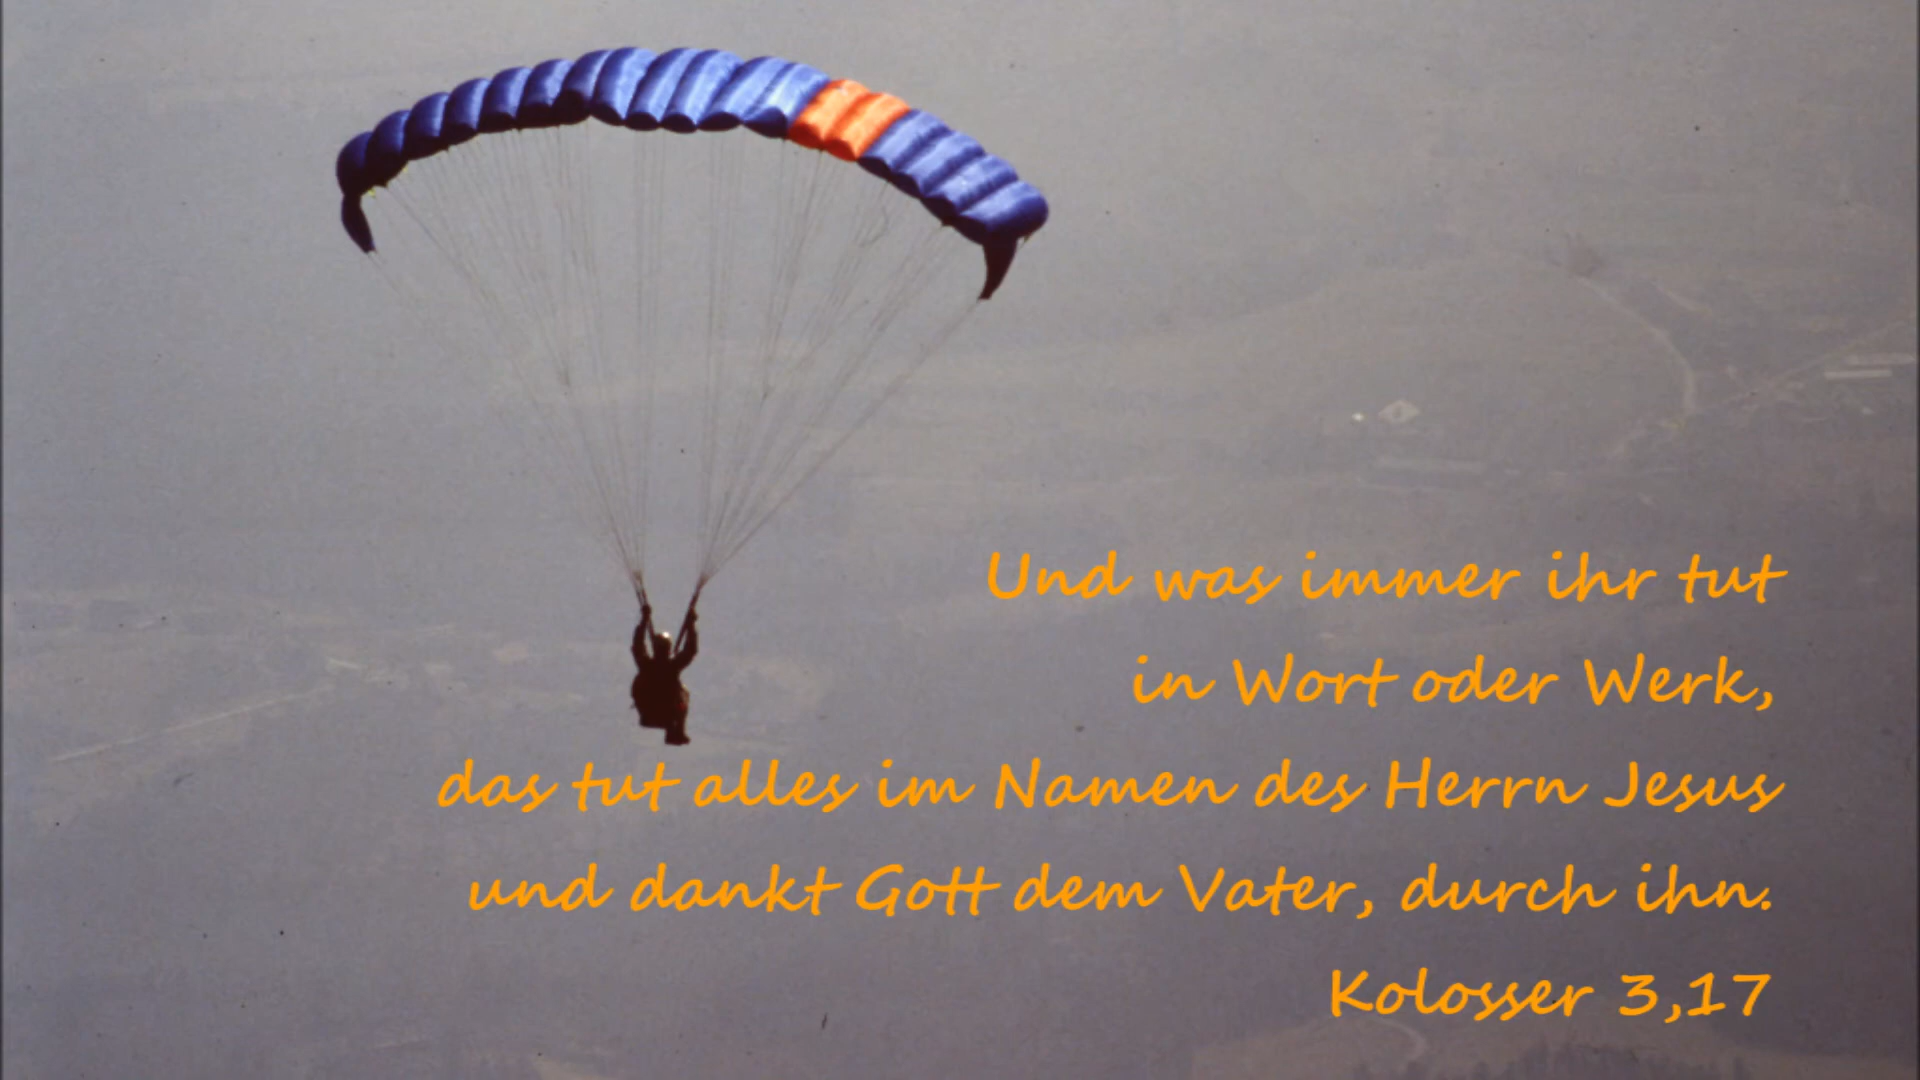 Und was immer ihr tut
in Wort oder Werk,
das tut alles im Namen des Herrn Jesus
und dankt Gott dem Vater, durch ihn.
Kolosser 3,17